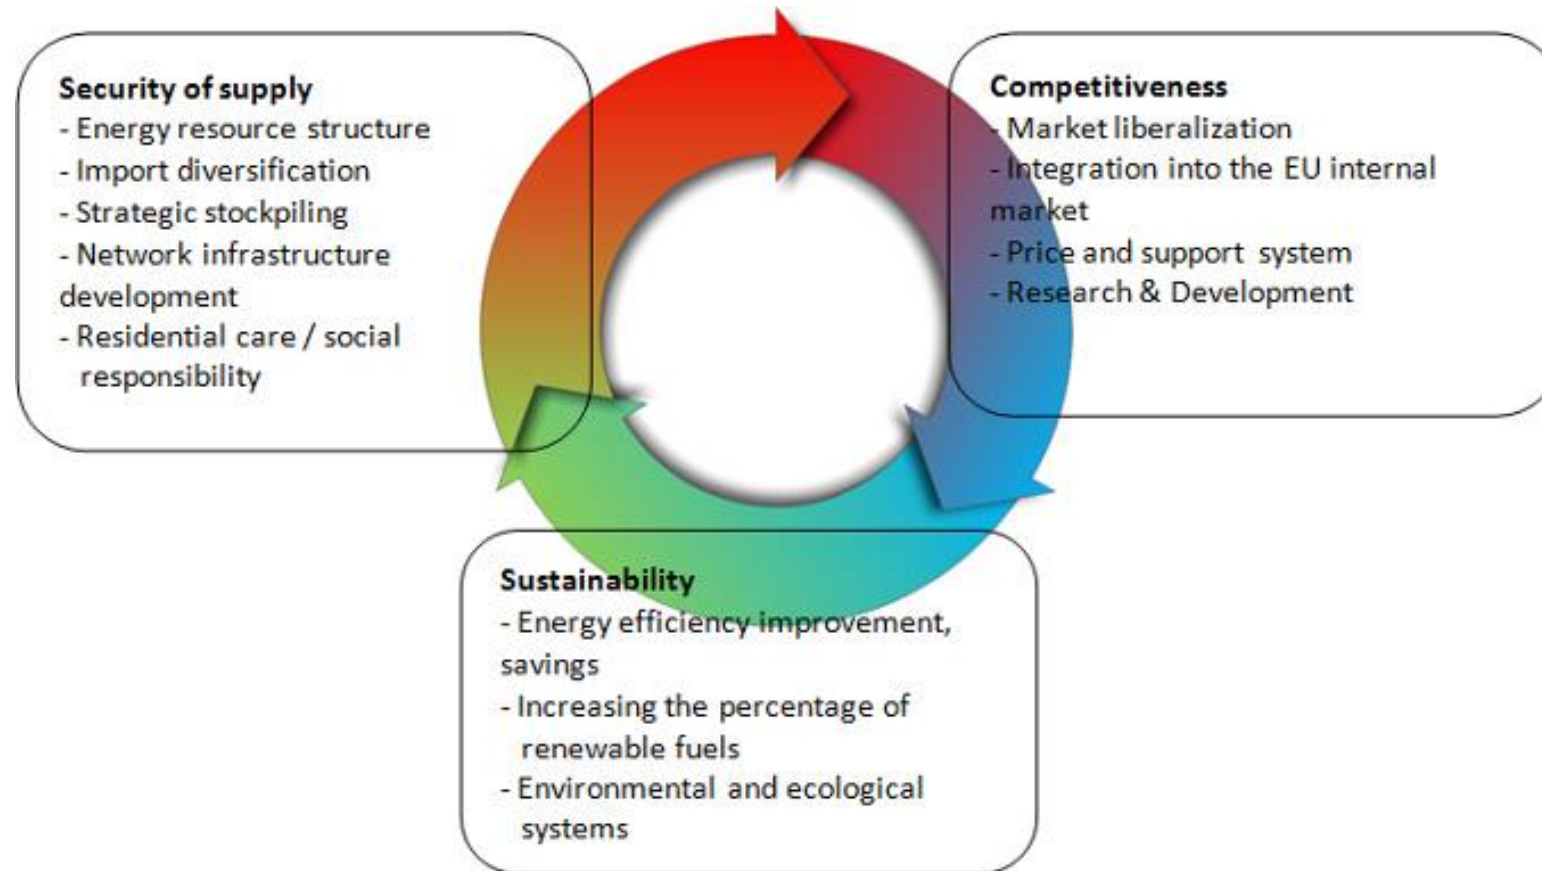 Security of supply
- Energy resource structure
- Import diversification
- Strategic stockpiling
- Network infrastructure
development
- Residential care / social
responsibility
Competitiveness
- Market liberalization
- Integration into the EU internal
market
- Price and support system
- Research & Development
Sustainability
- Energy efficiency improvement,
savings
- Increasing the percentage of
renewable fuels
- Environmental and ecological
systems